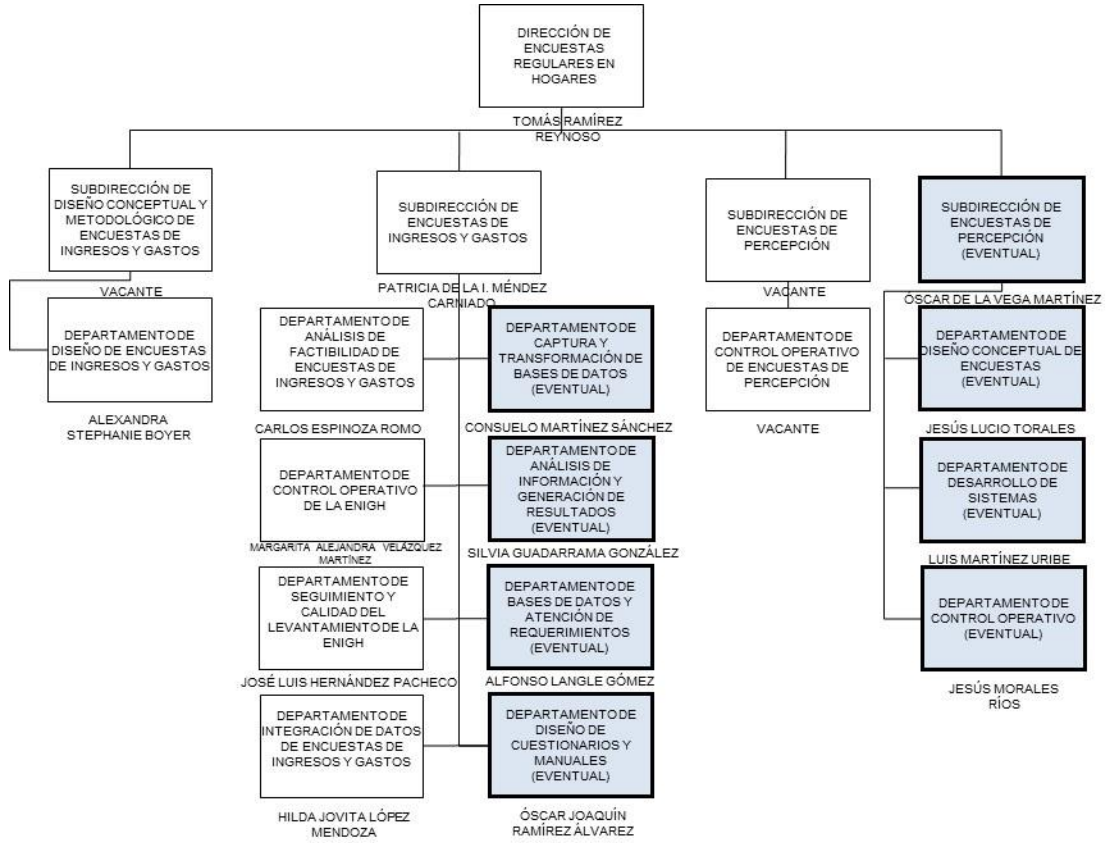 DIRECCIÓN DE
ENCUESTAS
REGULARES EN
HOGARES
TOMÁS RAMÍREZ
REYNOSO
SUBDIRECCIÓN DE
DISEÑO CONCEPTUAL Y
METODOLÓGICO DE
ENCUESTAS DE
INGRESOS Y GASTOS
VACANTE
DEPARTAMENTO DE
DISEÑO DE ENCUESTAS
DE INGRESOS Y GASTOS
ALEXANDRA
STEPHANIE BOYER
SUBDIRECCIÓN DE
ENCUESTAS DE
INGRESOS Y GASTOS
PATRICIA DE LA I. MÉNDEZ
CARNIADO
DEPARTAMENTO DE
ANÁLISIS DE
FACTIBILIDAD DE
ENCUESTAS DE
INGRESOS Y GASTOS
CARLOS ESPINOZA ROMO
DEPARTAMENTO DE
CONTROL OPERATIVO
DE LA ENIGH
MARGARITA ALEJANDRA VELÁZQUEZ
MARTÍNEZ
DEPARTAMENTO DE
SEGUIMIENTO Y
CALIDAD DEL
LEVANTAMIENTO DE LA
ENIGH
JOSÉ LUIS HERNÁNDEZ PACHECO
DEPARTAMENTO DE
INTEGRACIÓN DE DATOS
DE ENCUESTAS DE
INGRESOS Y GASTOS
HILDA JOVITA LÓPEZ
MENDOZA
DEPARTAMENTO DE
CAPTURA Y
TRANSFORMACIÓN DE
BASES DE DATOS
(EVENTUAL)
CONSUELO MARTÍNEZ SÁNCHEZ
DEPARTAMENTO DE
ANÁLISIS DE
INFORMACIÓN Y
GENERACIÓN DE
RESULTADOS
(EVENTUAL)
SILVIA GUADARRAMA GONZÁLEZ
DEPARTAMENTO DE
BASES DE DATOS Y
ATENCIÓN DE
REQUERIMIENTOS
(EVENTUAL)
ALFONSO LANGLE GÓMEZ
DEPARTAMENTO DE
DISEÑO DE
CUESTIONARIOS Y
MANUALES
(EVENTUAL)
ÓSCAR JOAQUÍN
RAMÍREZ ÁLVAREZ
SUBDIRECCIÓN DE
ENCUESTAS DE
PERCEPCIÓN
VACANTE
DEPARTAMENTO DE
CONTROL OPERATIVO
DE ENCUESTAS DE
PERCEPCIÓN
VACANTE
SUBDIRECCIÓN DE
ENCUESTAS DE
PERCEPCIÓN
(EVENTUAL)
ÓSCAR DE LA VEGA MARTÍNEZ
DEPARTAMENTO DE
DISEÑO CONCEPTUAL DE
ENCUESTAS
(EVENTUAL)
JESÚS LUCIO TORALES
DEPARTAMENTO DE
DESARROLLO DE
SISTEMAS
(EVENTUAL)
LUIS MARTÍNEZ URIBE
DEPARTAMENTO DE
CONTROL OPERATIVO
(EVENTUAL)
JESÚS MORALES
RÍOS